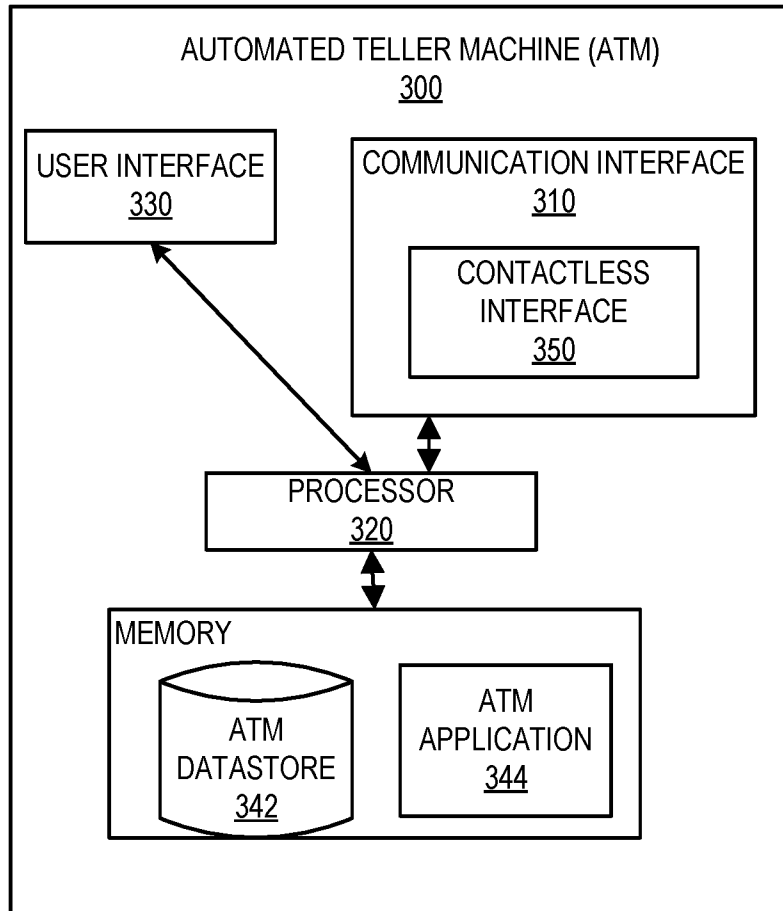 AUTOMATED TELLER MACHINE (ATM)
300
USER INTERFACE
330
COMMUNICATION INTERFACE
310
CONTACTLESS
INTERFACE
350
PROCESSOR
320
MEMORY
ATM
DATASTORE
342
ATM
APPLICATION
344